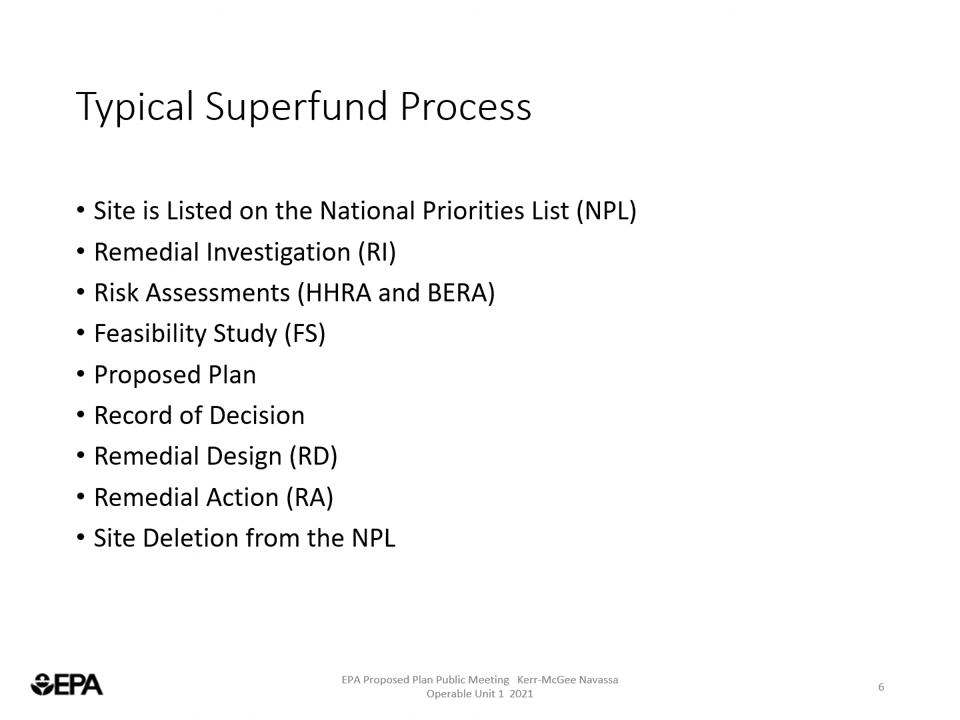 Typical Superfund Process
• Site is Listed on the National Priorities List (NPL)
• Remedial Investigation (RI)
• Risk Assessments (HHRA and BERA)
• Feasibility Study (FS)
• Proposed Plan
• Record of Decision
• Remedial Design (RD)
• Remedial Action (RA)
• Site Deletion from the NPL
EPA
EPA Proposed Plan Public Meeting Kerr-McGee Navassa
Operable Unit 1 2021
6